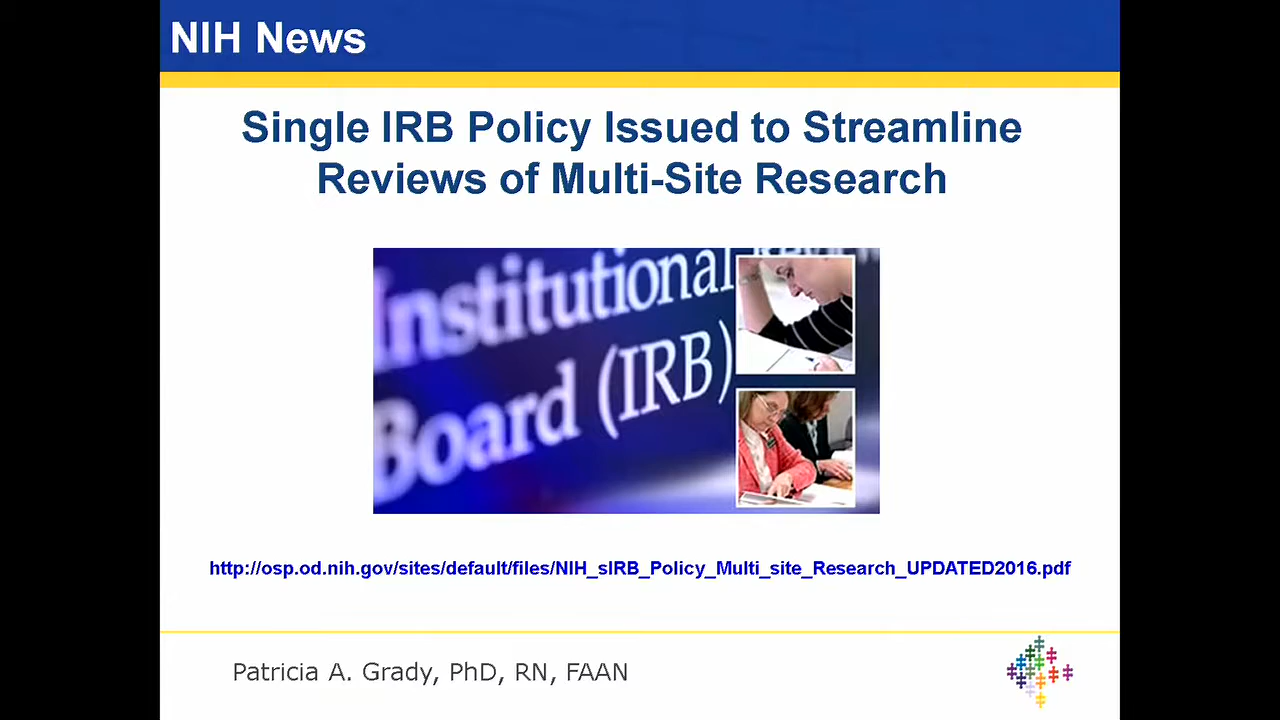 NIH News
Single IRB Policy Issued to Streamline
Reviews of Multi-Site Research
Institutional Review
Board (IRB)
http://osp.od.nih.gov/sites/default/files/NIH_sIRB_Policy_Multi_site_Research_UPDATED2016.pdf
Patricia A. Grady, PhD, RN, FAAN